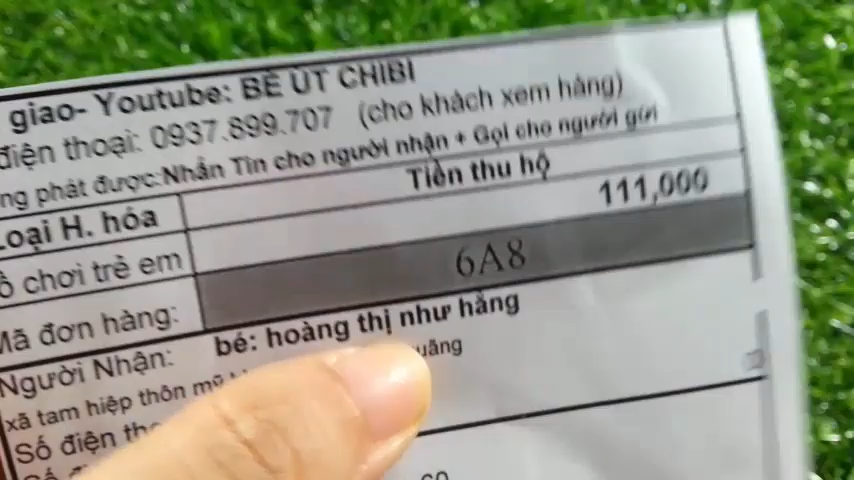 giao- Youtube: BÉ ÚT CHIBI
điện thoại: 0937.899.707 (cho khách xem hàng)
ng phát được:Nhắn Tin cho người nhận + Gọi cho người gửi
Loại H. hóa Tiền thu hộ
ồ chơi trẻ em 111,000
Mã đơn hàng: 6A8
Người Nhận: bé: hoàng thị như hằng
xã tam hiệp thôn mỹ uãng
Số điện